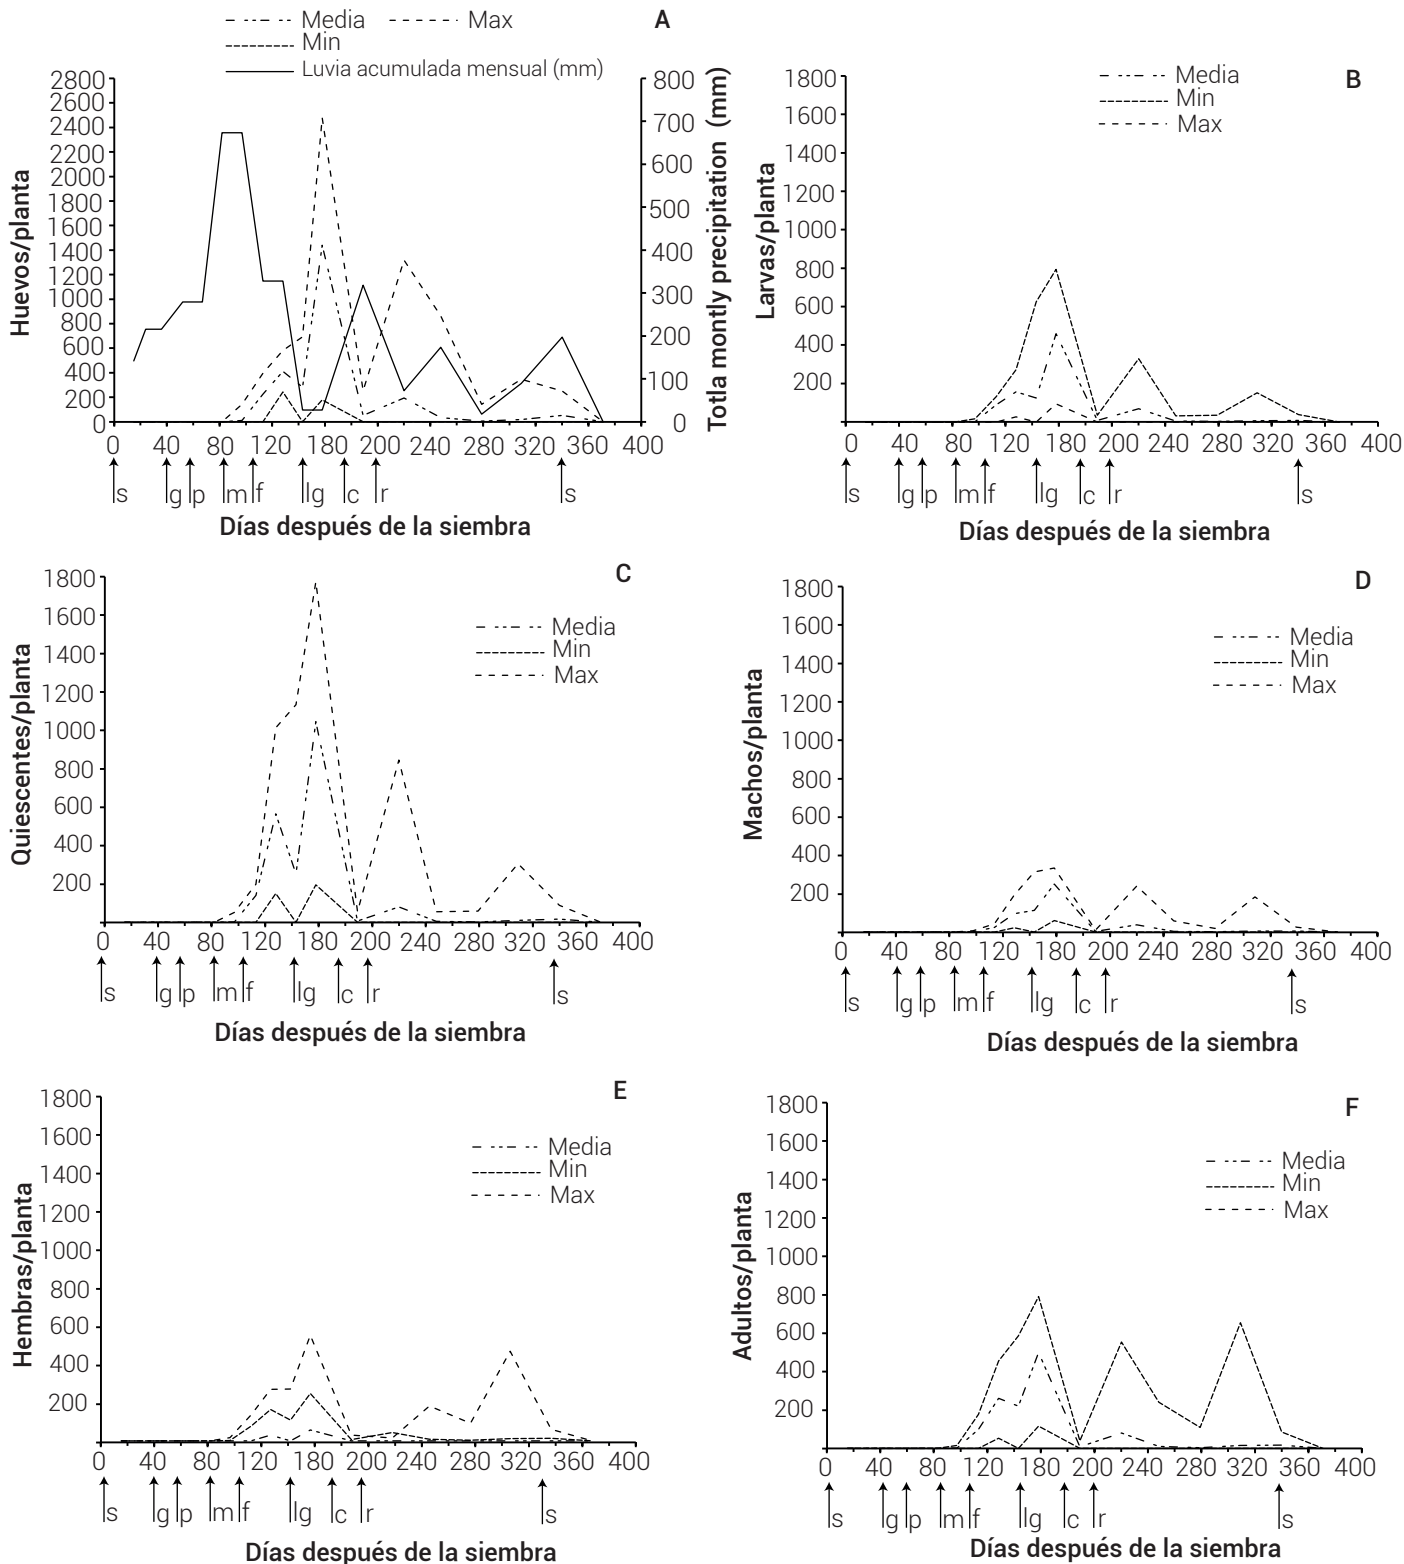 Media Max
Min
Luvia acumulada mensual (mm)
A
2800
2600
2400
2200
2000
1800
1600
1400
1200
1000
800
600
400
200
0
Huevos/planta
800
700
600
500
400
300
200
100
0
Totla montly precipitation (mm)
0 40 80 120 180 200 240 280 320 360 400
s g p m f lg c r s
Días después de la siembra
B
Media
Min
Max
1800
1600
1400
1200
1000
800
600
400
200
Larvas/planta
0 40 80 120 180 200 240 280 320 360 400
s g p m f lg c r s
Días después de la siembra
C
Media
Min
Max
1800
1600
1400
1200
1000
800
600
400
200
Quiescentes/planta
0 40 80 120 180 200 240 280 320 360 400
s g p m f lg c r s
Días después de la siembra
D
Media
Min
Max
1800
1600
1400
1200
1000
800
600
400
200
Machos/planta
0 40 80 120 180 200 240 280 320 360 400
s g p m f lg c r s
Días después de la siembra
E
Media
Min
Max
1800
1600
1400
1200
1000
800
600
400
200
Hembras/planta
0 40 80 120 180 200 240 280 320 360 400
s g p m f lg c r s
Días después de la siembra
F
Media
Min
Max
1800
1600
1400
1200
1000
800
600
400
200
Adultos/planta
0 40 80 120 180 200 240 280 320 360 400
s g p m f lg c r s
Días después de la siembra